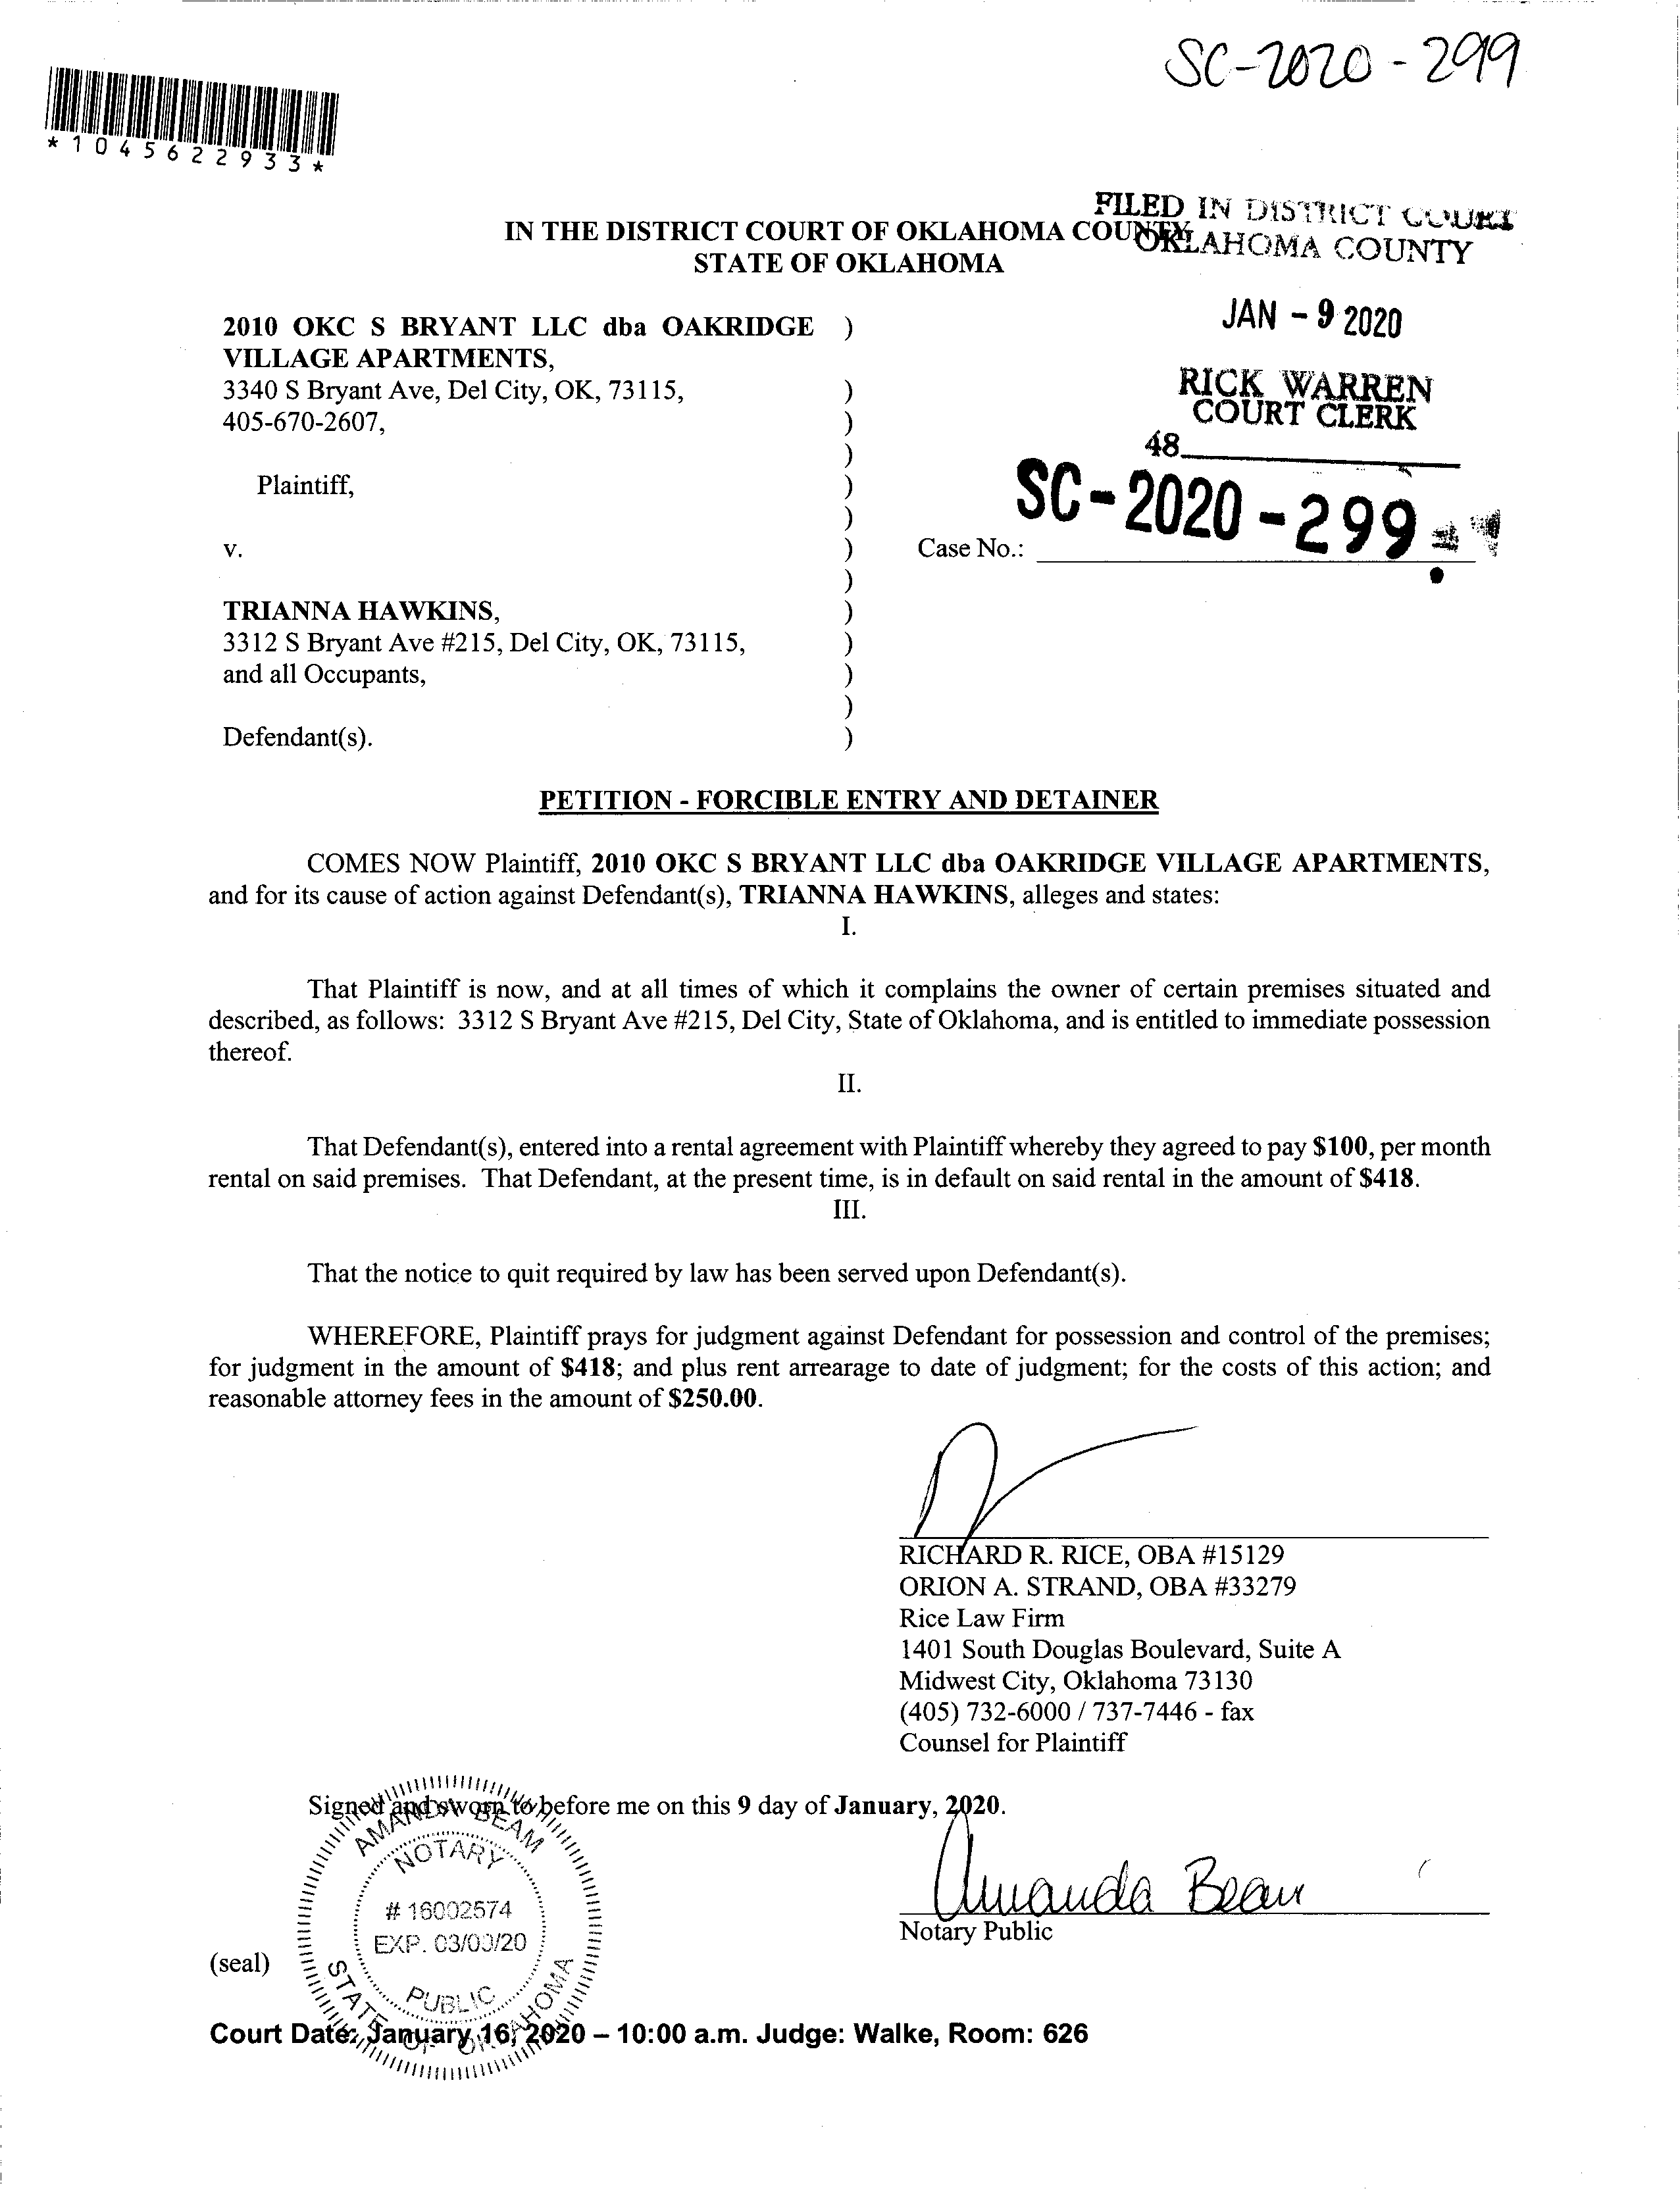 SC-2020-299
*1045622933*
FILED IN DISTRICT COURT
OKLAHOMA COUNTY
IN THE DISTRICT COURT OF OKLAHOMA COUNTY
STATE OF OKLAHOMA
JAN - 9 2020
RICK WARREN
COURT CLERK
48
2010 OKC S BRYANT LLC dba OAKRIDGE )
VILLAGE APARTMENTS,
3340 S Bryant Ave, Del City, OK, 73115, )
405-670-2607, )
)
Plaintiff, )
)
SC-2020-299
v. ) Case No.:
)
TRIANNA HAWKINS, )
3312 S Bryant Ave #215, Del City, OK, 73115, )
and all Occupants, )
)
Defendant(s). )
PETITION - FORCIBLE ENTRY AND DETAINER
COMES NOW Plaintiff, 2010 OKC S BRYANT LLC dba OAKRIDGE VILLAGE APARTMENTS,
and for its cause of action against Defendant(s), TRIANNA HAWKINS, alleges and states:
I.
That Plaintiff is now, and at all times of which it complains the owner of certain premises situated and
described, as follows: 3312 S Bryant Ave #215, Del City, State of Oklahoma, and is entitled to immediate possession
thereof.
II.
That Defendant(s), entered into a rental agreement with Plaintiff whereby they agreed to pay $100, per month
rental on said premises. That Defendant, at the present time, is in default on said rental in the amount of $418.
III.
That the notice to quit required by law has been served upon Defendant(s).
WHEREFORE, Plaintiff prays for judgment against Defendant for possession and control of the premises;
for judgment in the amount of $418; and plus rent arrearage to date of judgment; for the costs of this action; and
reasonable attorney fees in the amount of $250.00.
RICHARD R. RICE, OBA #15129
ORION A. STRAND, OBA #33279
Rice Law Firm
1401 South Douglas Boulevard, Suite A
Midwest City, Oklahoma 73130
(405) 732-6000 / 737-7446 - fax
Counsel for Plaintiff
Signed and sworn to before me on this 9 day of January, 2020.
AMANDA BEAM
NOTARY
# 16002574
EXP. 03/03/20
PUBLIC
STATE OF OKLAHOMA
Amanda Beam
Notary Public
(seal)
Court Date: January 16, 2020 – 10:00 a.m. Judge: Walke, Room: 626